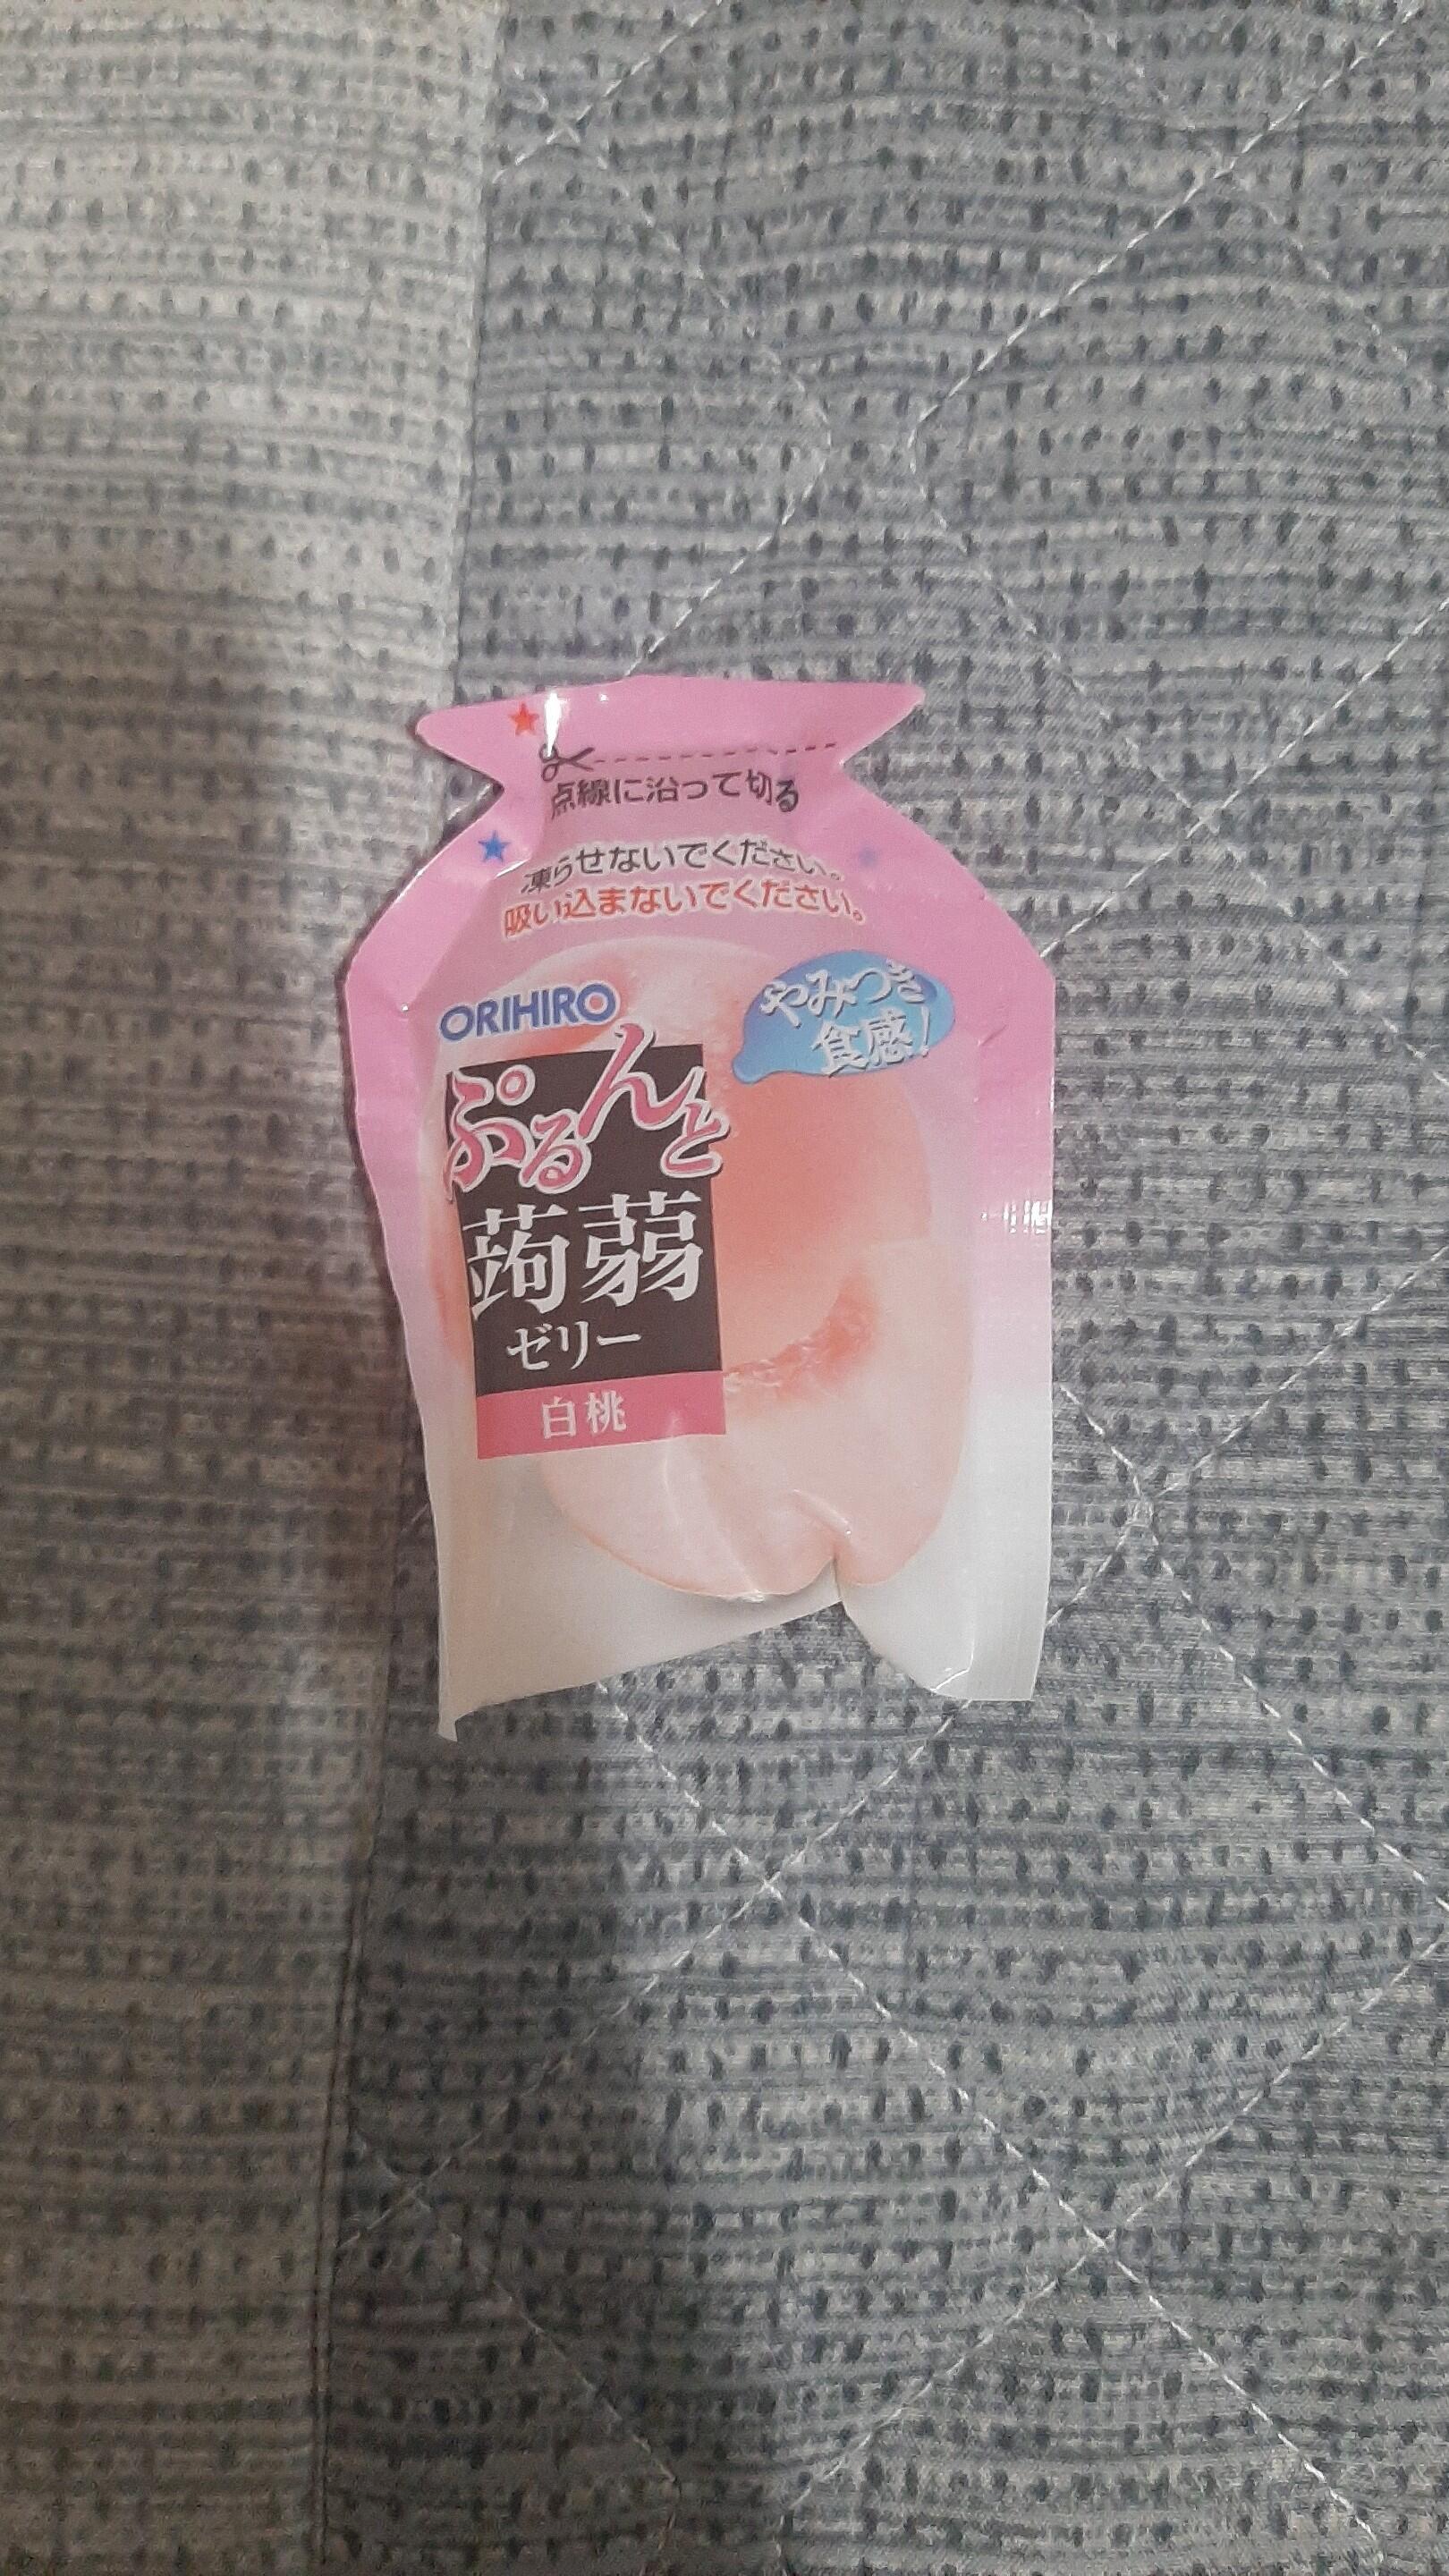 点線に沿って切る
凍らせないでください。
吸い込まないでください。
ORIHIRO
やみつき
食感!
ぷるんと
蒟蒻
ゼリー
白桃